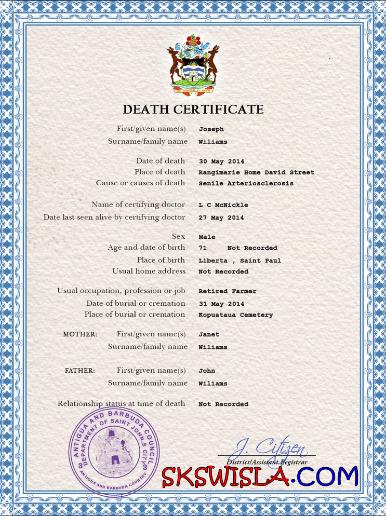 DEATH CERTIFICATE
First/given name(s) Joseph
Surname/family name Wiliams
Date of death 30 May 2014
Place of death Rangimarie Home David Street
Cause or causes of death Senile Arteriosclerosis
Name of certifying doctor L C McNickle
Date last seen alive by certifying doctor 27 May 2014
Sex Male
Age and date of birth 71 Not Recorded
Place of birth Liberta , Saint Paul
Usual home address Not Recorded
Usual occupation, profession or job Retired Farmer
Date of burial or cremation 31 May 2014
Place of burial or cremation Kopuataua Cemetery
MOTHER: First/given name(s) Janet
Surname/family name Wiliams
FATHER: First/given name(s) John
Surname/family name Wiliams
Relationship status at time of death Not Recorded
ANTIGUA AND BARBUDA COUNCIL
DEPARTMENT OF SAINT JOHN'S CITY
J. Citizen
District/Assistant Registrar
SKSWISLA.COM